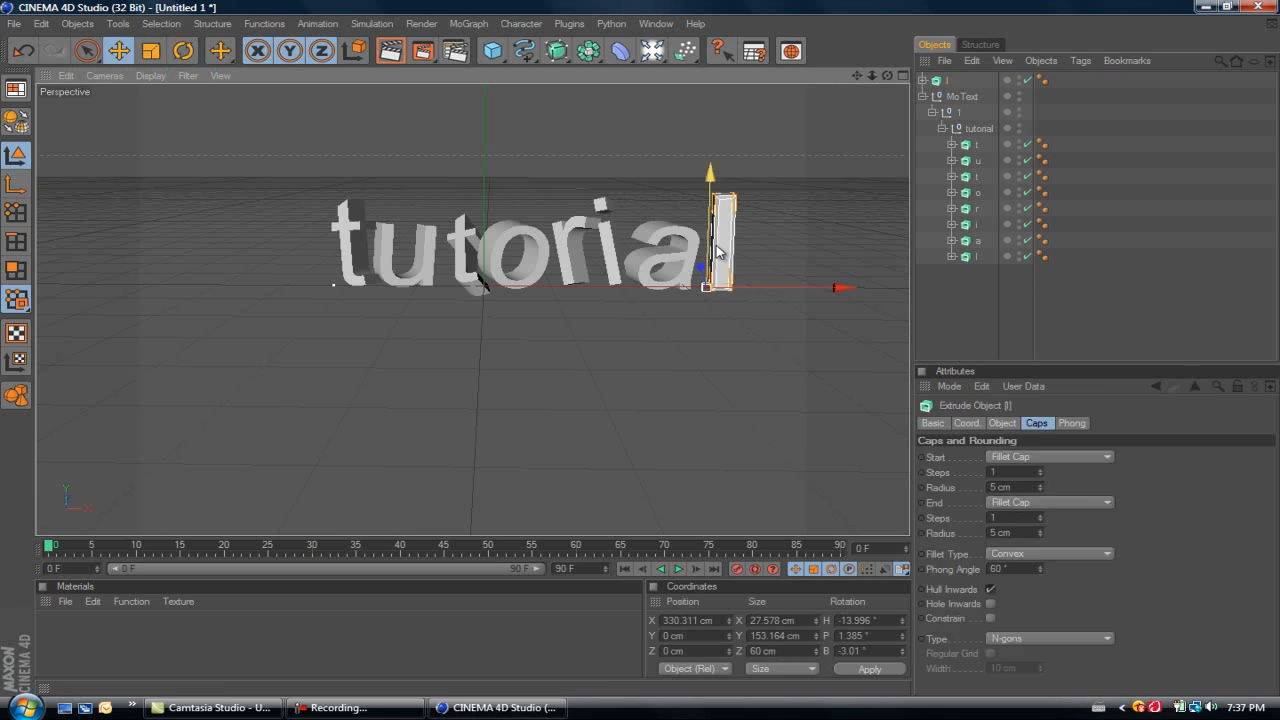 CINEMA 4D Studio (32 Bit) - [Untitled 1 *]
File Edit Objects Tools Selection Structure Functions Animation Simulation Render MoGraph Character Plugins Python Window Help
Edit Cameras Display Filter View
Perspective
tutorial
Y
Z
X
0 5 10 15 20 25 30 35 40 45 50 55 60 65 70 75 80 85 90 0 F
0 F 0 F 90 F 90 F
Materials
File Edit Function Texture
Coordinates
Position Size Rotation
X 330.311 cm X 27.578 cm H -13.996 °
Y 0 cm Y 153.164 cm P 1.385 °
Z 0 cm Z 60 cm B -3.01 °
Object (Rel) Size Apply
MAXON
CINEMA 4D
Objects Structure
File Edit View Objects Tags Bookmarks
l
MoText
1
tutorial
t
u
t
o
r
i
a
l
Attributes
Mode Edit User Data
Extrude Object [l]
Basic Coord. Object Caps Phong
Caps and Rounding
Start Fillet Cap
Steps 1
Radius 5 cm
End Fillet Cap
Steps 1
Radius 5 cm
Fillet Type Convex
Phong Angle 60 °
Hull Inwards
Hole Inwards
Constrain
Type N-gons
Regular Grid
Width 10 cm
Camtasia Studio - U... Recording... CINEMA 4D Studio (... 7:37 PM